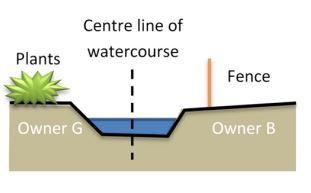 Centre line of
watercourse
Plants
Fence
Owner G
Owner B